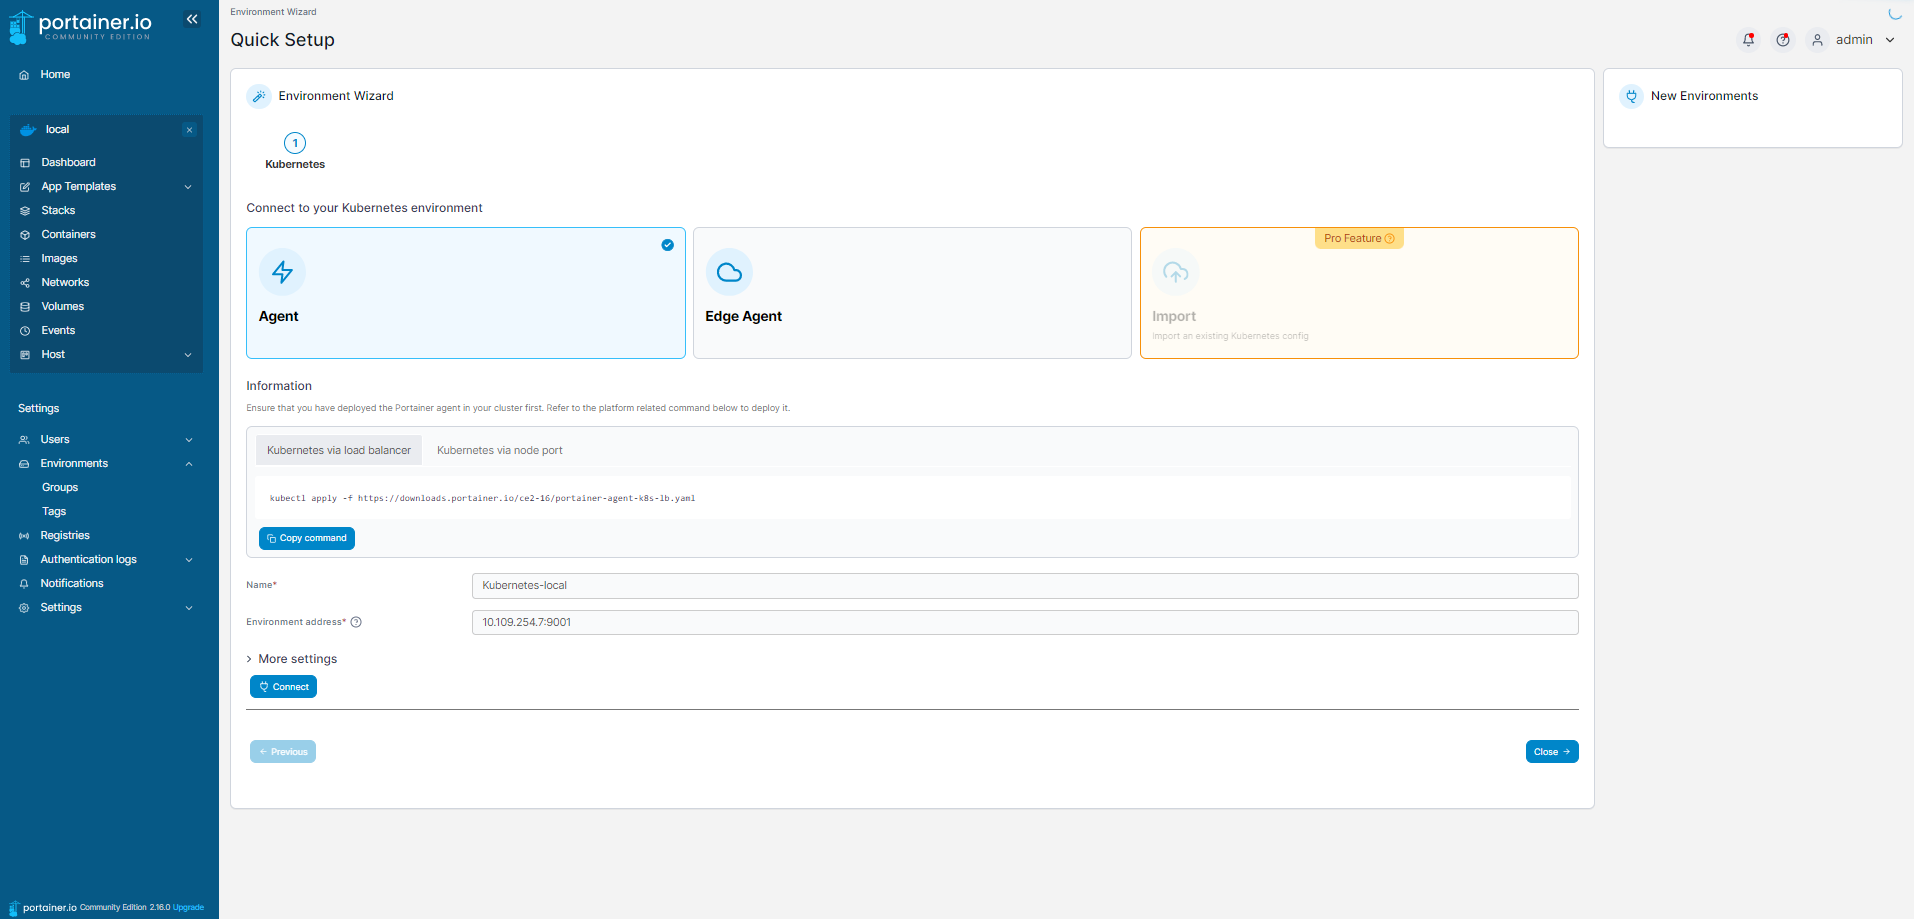 portainer.io
COMMUNITY EDITION
Home
local
Dashboard
App Templates
Stacks
Containers
Images
Networks
Volumes
Events
Host
Settings
Users
Environments
Groups
Tags
Registries
Authentication logs
Notifications
Settings
portainer.io Community Edition 2.16.0 Upgrade
Environment Wizard
Quick Setup
admin
Environment Wizard
1
Kubernetes
Connect to your Kubernetes environment
Agent
Edge Agent
Pro Feature
Import
Import an existing Kubernetes config
Information
Ensure that you have deployed the Portainer agent in your cluster first. Refer to the platform related command below to deploy it.
Kubernetes via load balancer
Kubernetes via node port
kubectl apply -f https://downloads.portainer.io/ce2-16/portainer-agent-k8s-lb.yaml
Copy command
Name*
Kubernetes-local
Environment address*
10.109.254.7:9001
More settings
Connect
Previous
Close
New Environments